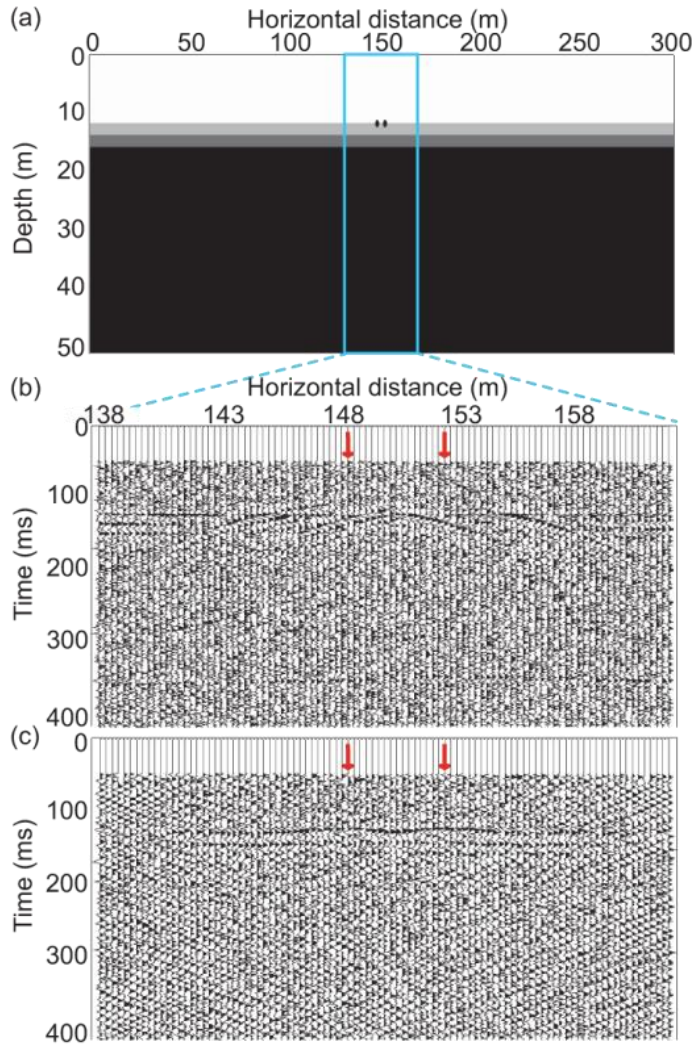 (a)
Horizontal distance (m)
0 50 100 150 200 250 300
0
10
20
30
40
50
Depth (m)
(b)
Horizontal distance (m)
138 143 148 153 158
0
100
200
300
400
Time (ms)
(c)
0
100
200
300
400
Time (ms)